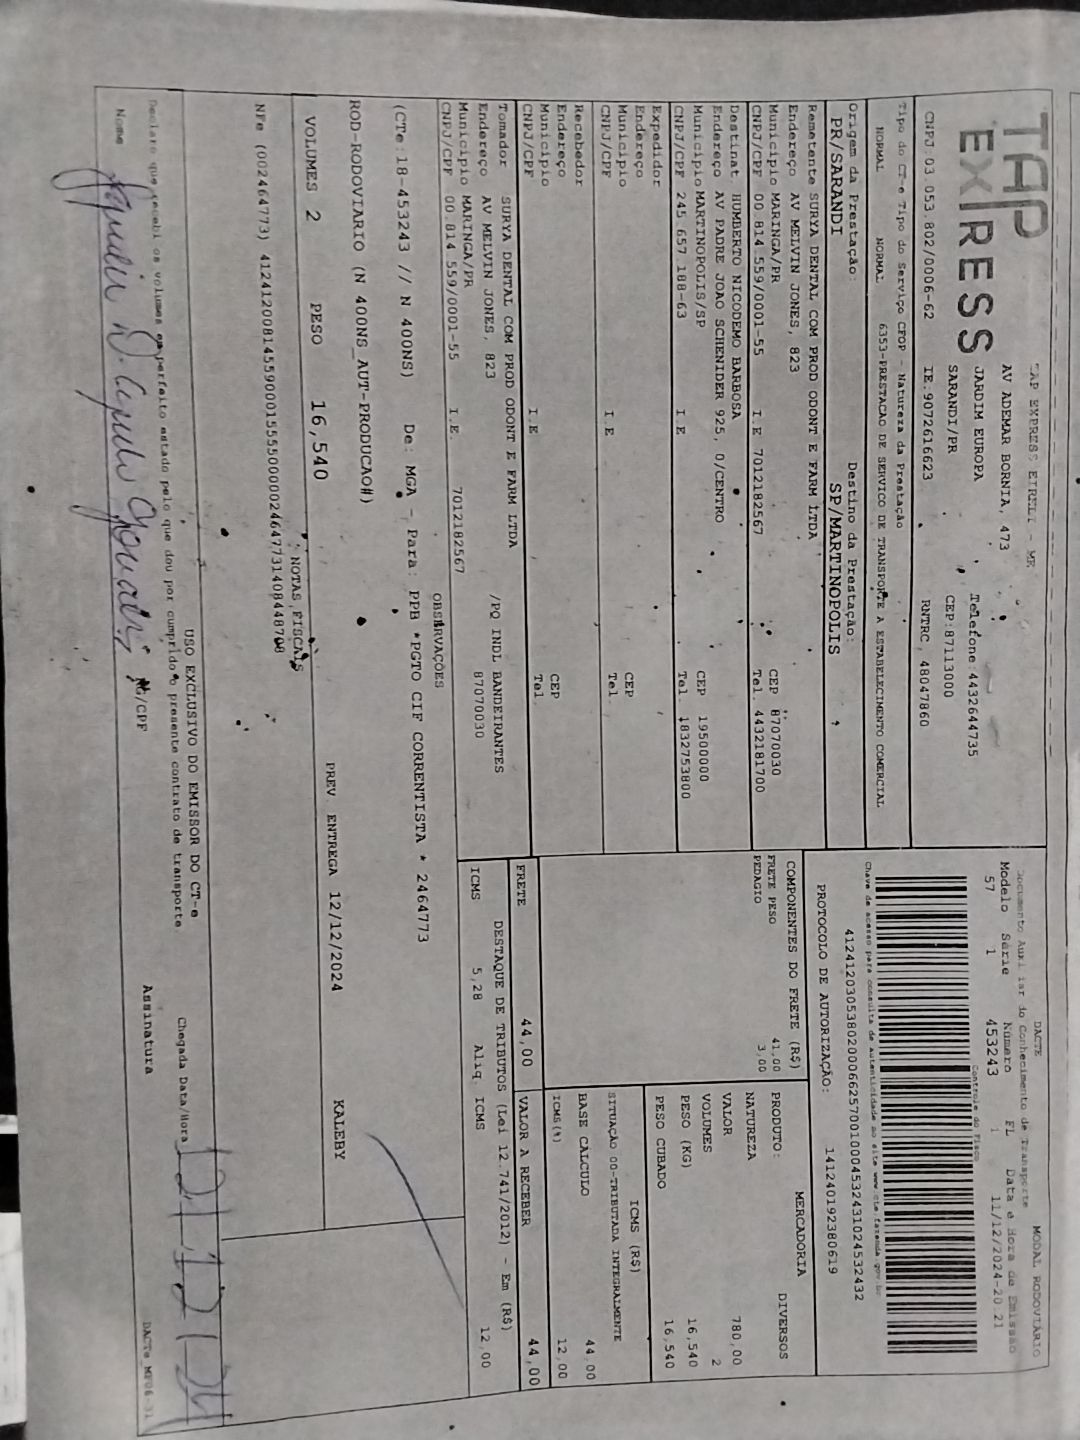 TAP EXPRESS
TAP EXPRESS EIRELI - ME
AV ADEMAR BORNIA, 473
JARDIM EUROPA Telefone:4432644735
SARANDI/PR CEP:87113000
CNPJ:03.053.802/0006-62 IE:9072616623 RNTRC, 48047860
Tipo do CT-e Tipo do Serviço CFOP - Natureza da Prestação
NORMAL NORMAL 6353-PRESTACAO DE SERVICO DE TRANSPORTE A ESTABELECIMENTO COMERCIAL
Origem da Prestação: Destino da Prestação:
PR/SARANDI SP/MARTINOPOLIS
Remetente SURYA DENTAL COM PROD ODONT E FARM LTDA
Endereço AV MELVIN JONES, 823
Municipio MARINGA/PR CEP 87070030
CNPJ/CPF 00.814.559/0001-55 I.E 7012182567 Tel. 4432181700
Destinat HUMBERTO NICODEMO BARBOSA
Endereço AV PADRE JOAO SCHENIDER 925, 0/CENTRO
Municipio MARTINOPOLIS/SP CEP 19500000
CNPJ/CPF 245.657.188-63 I.E Tel. 1832753800
Expedidor
Endereço
Municipio CEP
CNPJ/CPF I.E Tel.
Recebedor
Endereço
Municipio CEP
CNPJ/CPF I.E Tel.
Tomador SURYA DENTAL COM PROD ODONT E FARM LTDA
Endereço AV MELVIN JONES, 823 /PQ INDL BANDEIRANTES
Municipio MARINGA/PR 87070030
CNPJ/CPF 00.814.559/0001-55 I.E. 7012182567
DACTE MODAL RODOVIÁRIO
Documento Auxiliar do Conhecimento de Transporte
Modelo Série Número FL Data e Hora de Emissão
57 1 453243 1 11/12/2024-20.21
Controle do Fisco
Chave de acesso para consulta de autenticidade no site www.cte.fazenda.gov.br
41241203053802000662570010004532431024532432
PROTOCOLO DE AUTORIZAÇÃO: 141240192380619
COMPONENTES DO FRETE (R$)
FRETE PESO 41,00
PEDAGIO 3,00
MERCADORIA
PRODUTO: DIVERSOS
NATUREZA
VALOR 780,00
VOLUMES 2
PESO (KG) 16,540
PESO CUBADO 16,540
ICMS (R$)
SITUAÇÃO 00-TRIBUTADA INTEGRALMENTE
BASE CALCULO 44,00
ICMS(%) 12,00
FRETE 44,00 VALOR A RECEBER 44,00
DESTAQUE DE TRIBUTOS (Lei 12.741/2012) - Em (R$)
ICMS 5,28 Aliq ICMS 12,00
OBSERVAÇÕES
(CTe:18-453243 // N 400NS) De: MGA - Para: PPB *PGTO CIF CORRENTISTA * 2464773
ROD-RODOVIARIO (N 400NS_AUT-PRODUCAO#)
VOLUMES 2 PESO 16,540 PREV. ENTREGA 12/12/2024 KALEBY
NOTAS FISCAIS
NFe (002464773)
USO EXCLUSIVO DO EMISSOR DO CT-e
Declaro que recebi os volumes em perfeito estado pelo que dou por cumprido o presente contrato de transporte
Chegada Data/Hora 12/12/24
Nome RG/CPF Assinatura